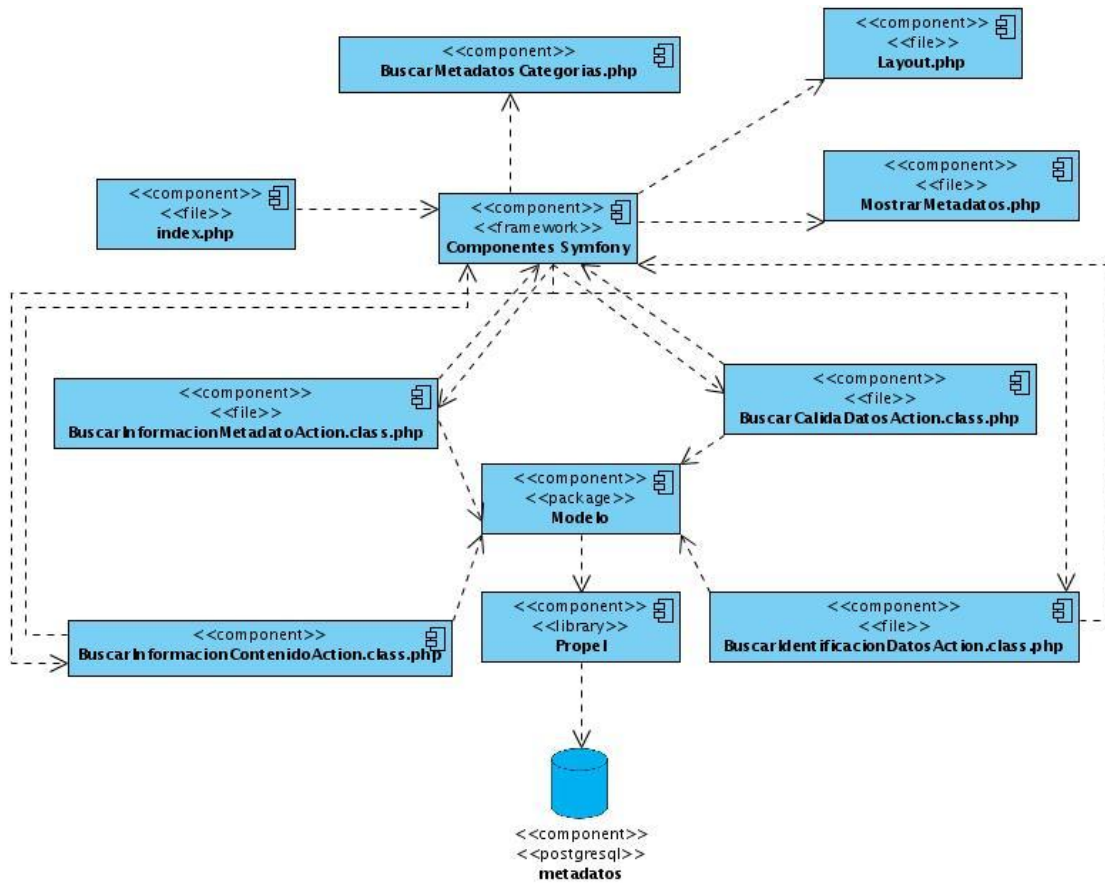 <<component>>
<<file>>
Layout.php
<<component>>
BuscarMetadatosCategorias.php
<<component>>
<<file>>
MostrarMetadatos.php
<<component>>
<<file>>
index.php
<<component>>
<<framework>>
Componentes Symfony
<<component>>
<<file>>
BuscarInformacionMetadatoAction.class.php
<<component>>
<<file>>
BuscarCalidaDatosAction.class.php
<<component>>
<<package>>
Modelo
<<component>>
BuscarInformacionContenidoAction.class.php
<<component>>
<<library>>
Propel
<<component>>
<<file>>
BuscarIdentificacionDatosAction.class.php
<<component>>
<<postgresql>>
metadatos